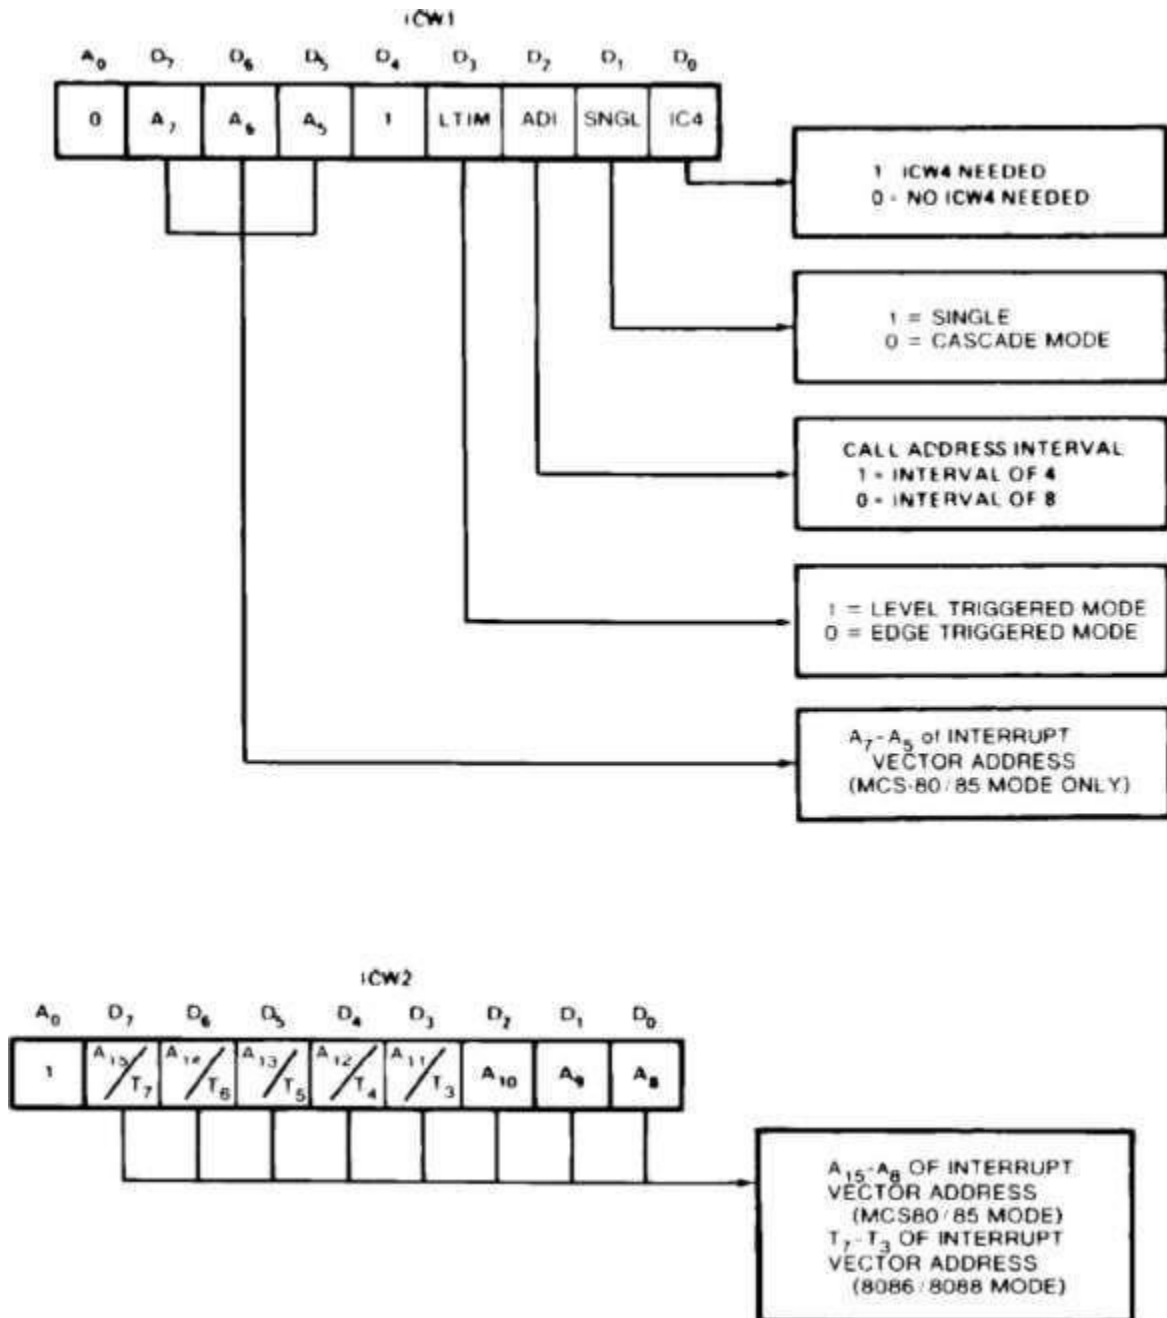 ICW1
A0 D7 D6 D5 D4 D3 D2 D1 D0
0 A7 A6 A5 1 LTIM ADI SNGL IC4
1 ICW4 NEEDED
0 - NO ICW4 NEEDED
1 = SINGLE
0 = CASCADE MODE
CALL ADDRESS INTERVAL
1 - INTERVAL OF 4
0 - INTERVAL OF 8
1 = LEVEL TRIGGERED MODE
0 = EDGE TRIGGERED MODE
A7-A5 of INTERRUPT
VECTOR ADDRESS
(MCS-80/85 MODE ONLY)
ICW2
A0 D7 D6 D5 D4 D3 D2 D1 D0
1 A15/T7 A14/T6 A13/T5 A12/T4 A11/T3 A10 A9 A8
A15-A8 OF INTERRUPT
VECTOR ADDRESS
(MCS80/85 MODE)
T7-T3 OF INTERRUPT
VECTOR ADDRESS
(8086/8088 MODE)